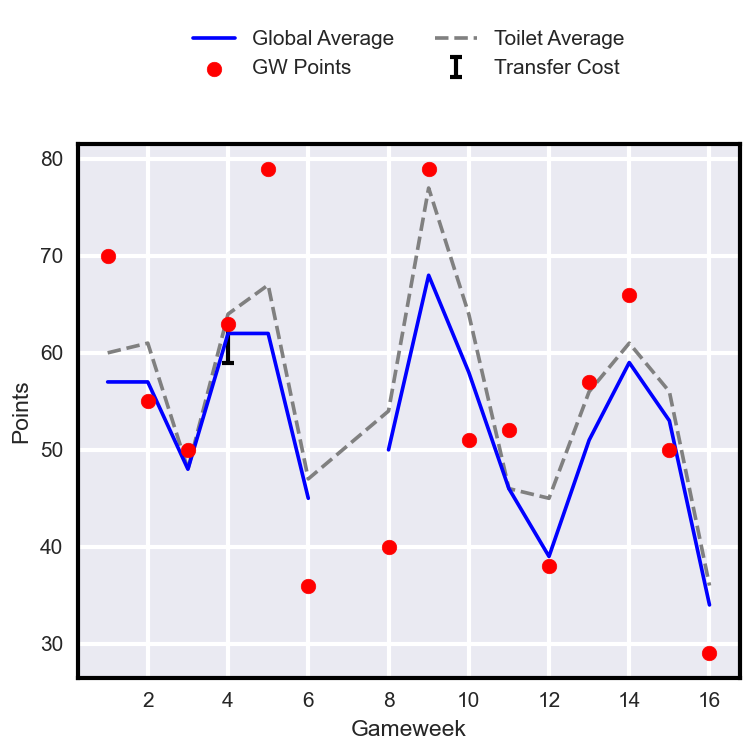 Global Average
GW Points
Toilet Average
Transfer Cost
80
70
60
50
40
30
Points
2 4 6 8 10 12 14 16
Gameweek